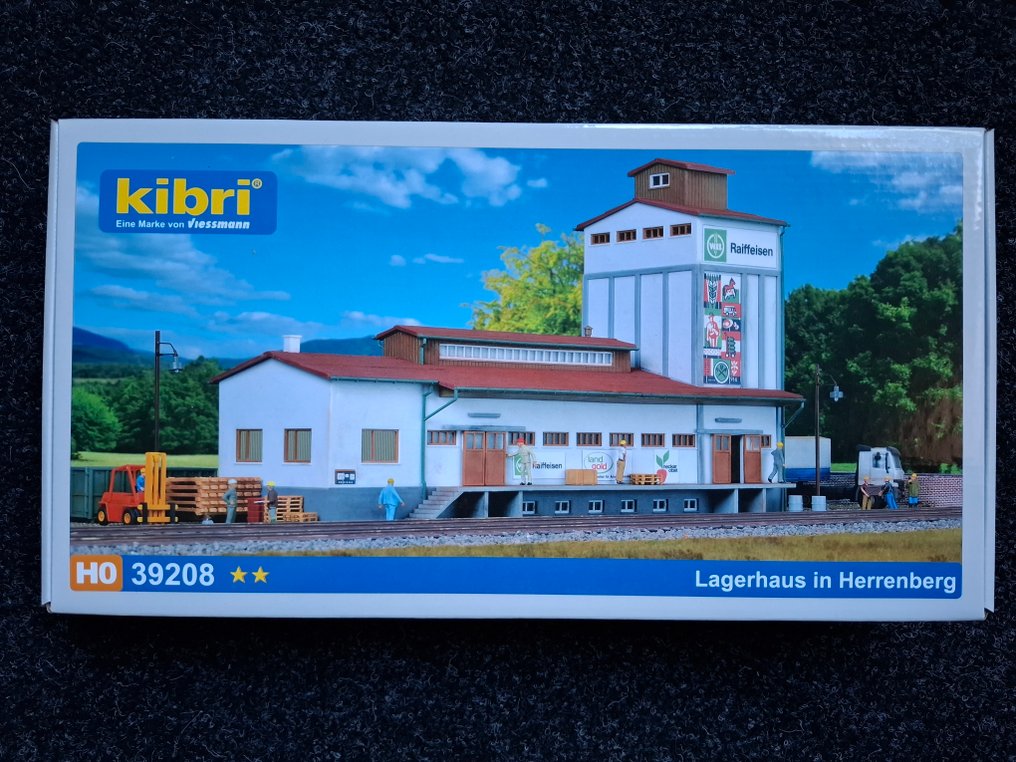 kibri®
Eine Marke von Viessmann
Raiffeisen
Raiffeisen
land
gold
H0 39208
Lagerhaus in Herrenberg